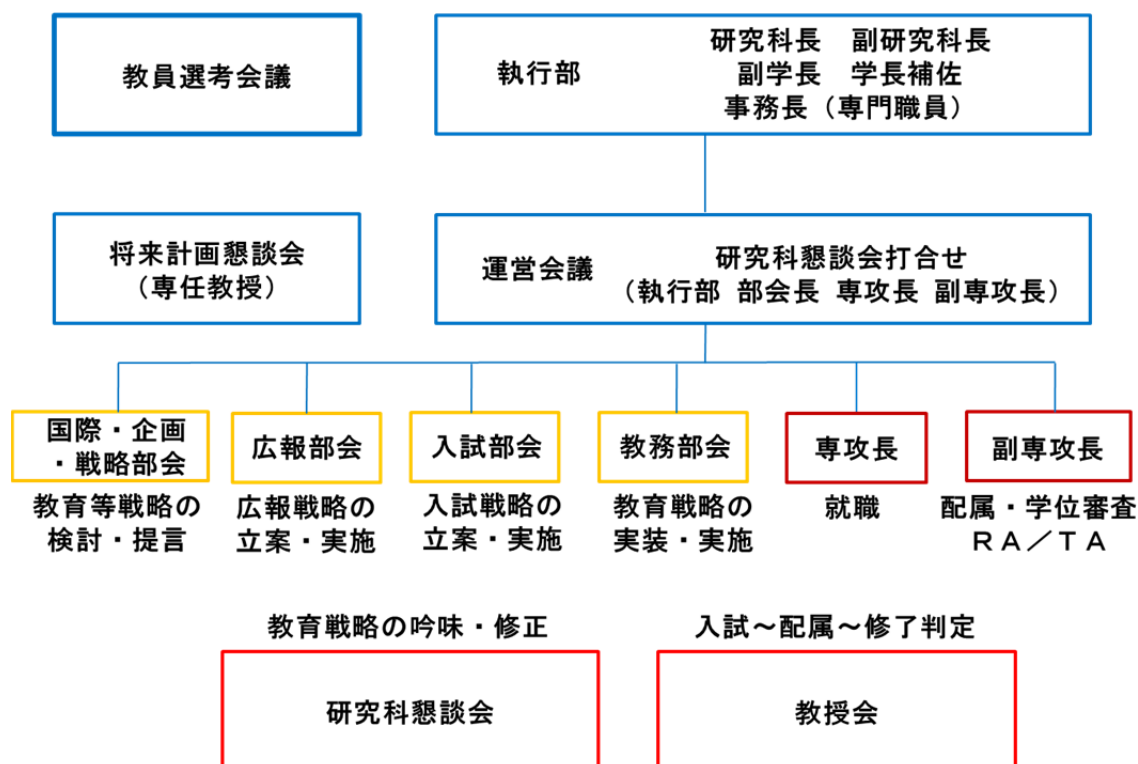 教員選考会議
執行部
研究科長 副研究科長
副学長 学長補佐
事務長（専門職員）
将来計画懇談会
（専任教授）
運営会議
研究科懇談会打合せ
（執行部 部会長 専攻長 副専攻長）
国際・企画
・戦略部会
教育等戦略の
検討・提言
広報部会
広報戦略の
立案・実施
入試部会
入試戦略の
立案・実施
教務部会
教育戦略の
実装・実施
専攻長
就職
副専攻長
配属・学位審査
ＲＡ／ＴＡ
教育戦略の吟味・修正
研究科懇談会
入試～配属～修了判定
教授会